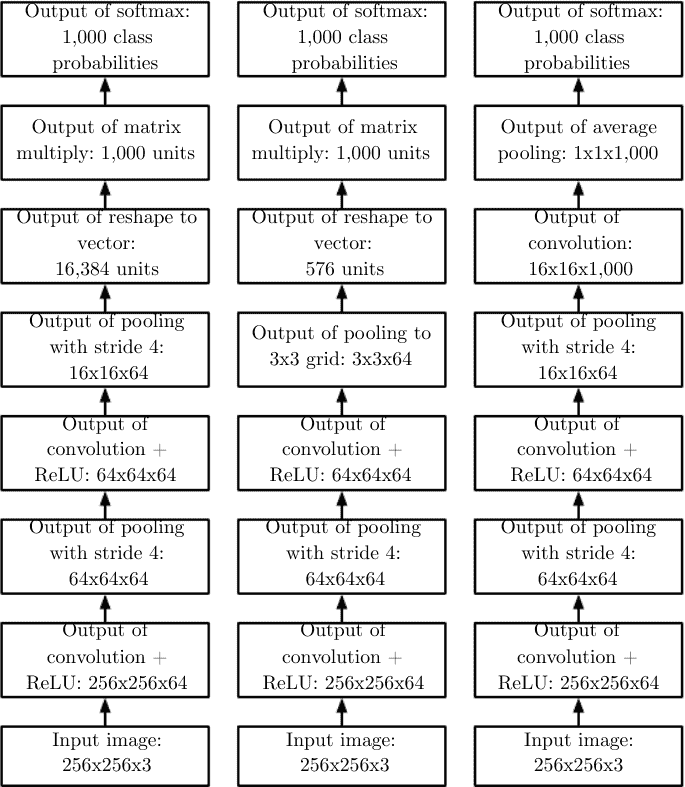 Output of softmax:
1,000 class
probabilities
Output of matrix
multiply: 1,000 units
Output of reshape to
vector:
16,384 units
Output of pooling
with stride 4:
16x16x64
Output of
convolution +
ReLU: 64x64x64
Output of pooling
with stride 4:
64x64x64
Output of
convolution +
ReLU: 256x256x64
Input image:
256x256x3
Output of softmax:
1,000 class
probabilities
Output of matrix
multiply: 1,000 units
Output of reshape to
vector:
576 units
Output of pooling to
3x3 grid: 3x3x64
Output of
convolution +
ReLU: 64x64x64
Output of pooling
with stride 4:
64x64x64
Output of
convolution +
ReLU: 256x256x64
Input image:
256x256x3
Output of softmax:
1,000 class
probabilities
Output of average
pooling: 1x1x1,000
Output of
convolution:
16x16x1,000
Output of pooling
with stride 4:
16x16x64
Output of
convolution +
ReLU: 64x64x64
Output of pooling
with stride 4:
64x64x64
Output of
convolution +
ReLU: 256x256x64
Input image:
256x256x3